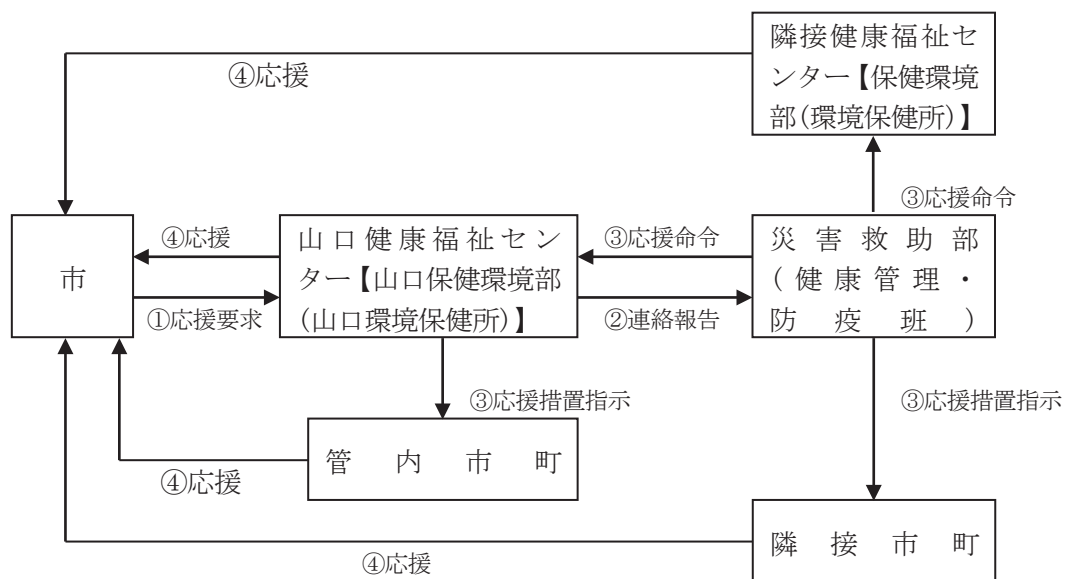 隣接健康福祉セ
ンター【保健環境
部(環境保健所)】
④応援
③応援命令
市
④応援
①応援要求
山口健康福祉セン
ター【山口保健環境部
(山口環境保健所)】
③応援命令
②連絡報告
災害救助部
(健康管理・
防疫班)
③応援措置指示
③応援措置指示
管内市町
④応援
隣接市町
④応援